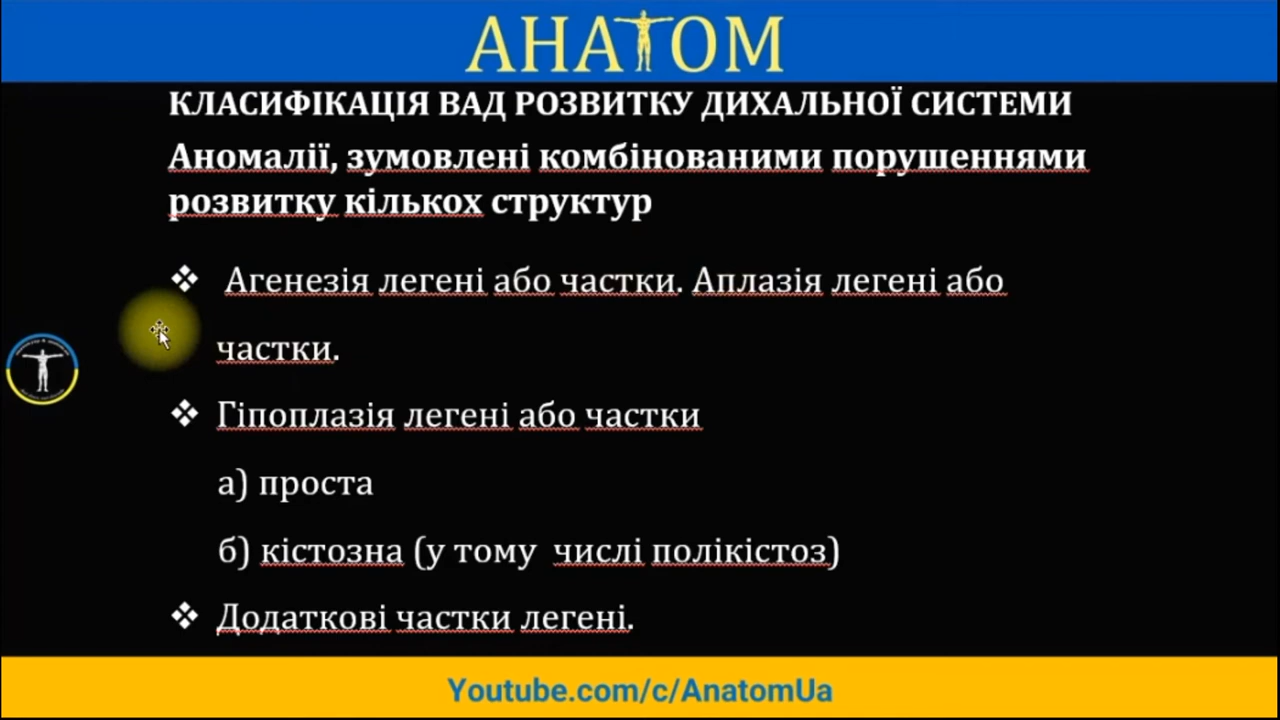 АНАТОМ
КЛАСИФІКАЦІЯ ВАД РОЗВИТКУ ДИХАЛЬНОЇ СИСТЕМИ
Аномалії, зумовлені комбінованими порушеннями
розвитку кількох структур
❖ Агенезія легені або частки. Аплазія легені або
частки.
❖ Гіпоплазія легені або частки
а) проста
б) кістозна (у тому числі полікістоз)
❖ Додаткові частки легені.
Youtube.com/c/AnatomUa